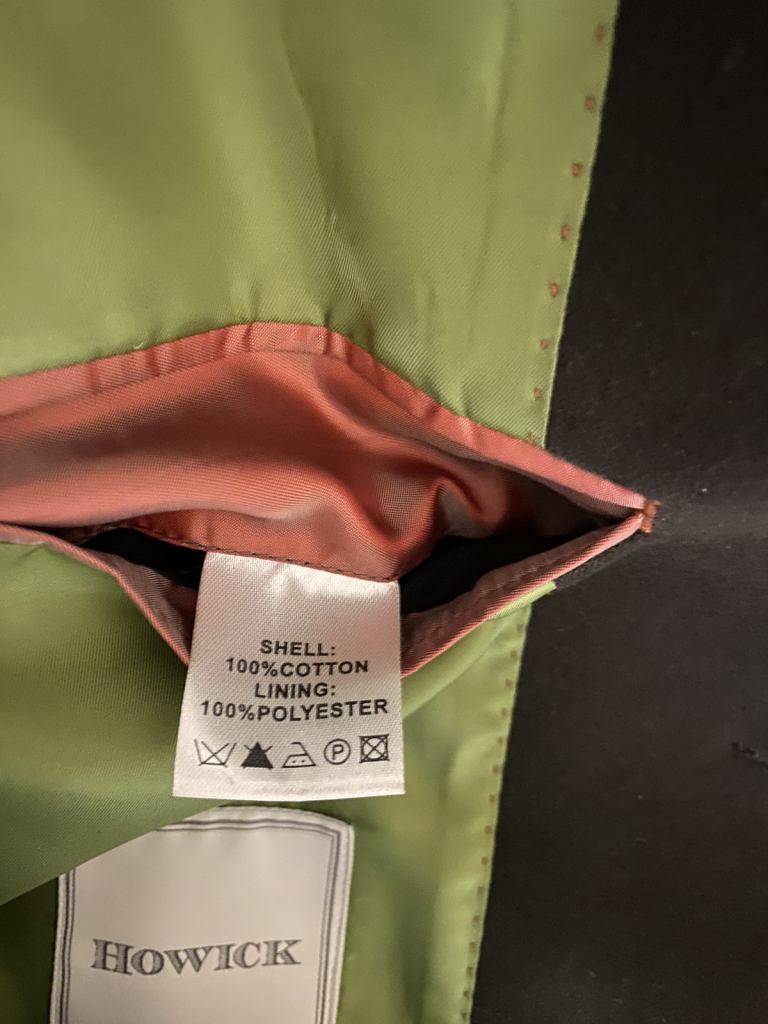 SHELL:
100%COTTON
LINING:
100%POLYESTER
P
HOWICK